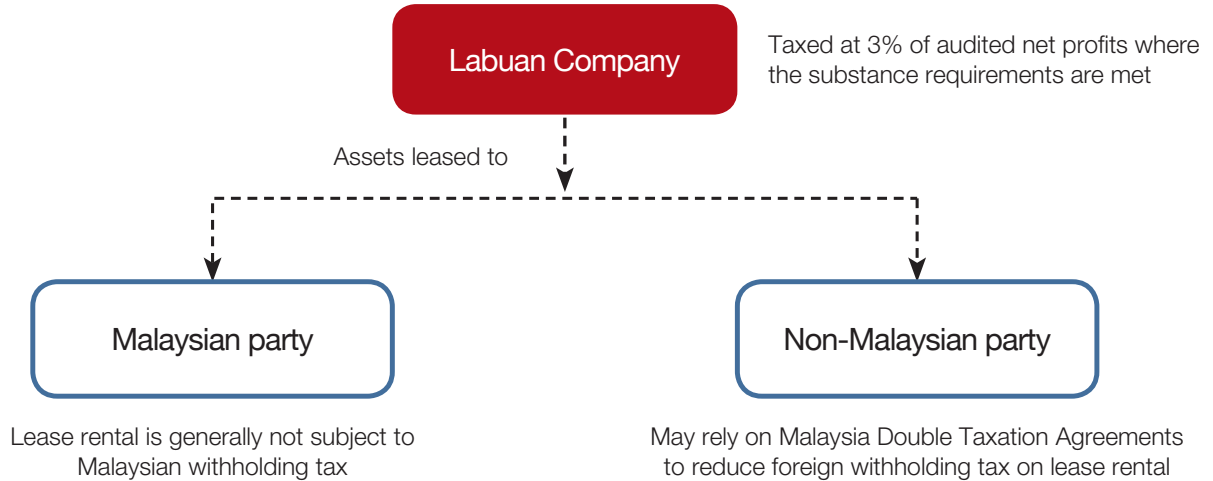 Labuan Company
Taxed at 3% of audited net profits where
the substance requirements are met
Assets leased to
Malaysian party
Non-Malaysian party
Lease rental is generally not subject to
Malaysian withholding tax
May rely on Malaysia Double Taxation Agreements
to reduce foreign withholding tax on lease rental